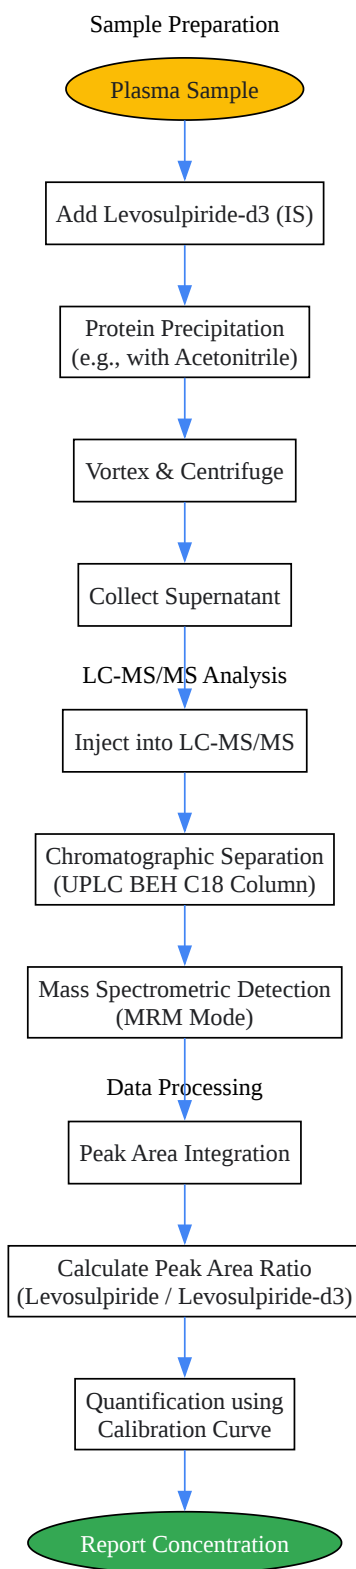 Sample Preparation
Plasma Sample
Add Levosulpiride-d3 (IS)
Protein Precipitation
(e.g., with Acetonitrile)
Vortex & Centrifuge
Collect Supernatant
LC-MS/MS Analysis
Inject into LC-MS/MS
Chromatographic Separation
(UPLC BEH C18 Column)
Mass Spectrometric Detection
(MRM Mode)
Data Processing
Peak Area Integration
Calculate Peak Area Ratio
(Levosulpiride / Levosulpiride-d3)
Quantification using
Calibration Curve
Report Concentration